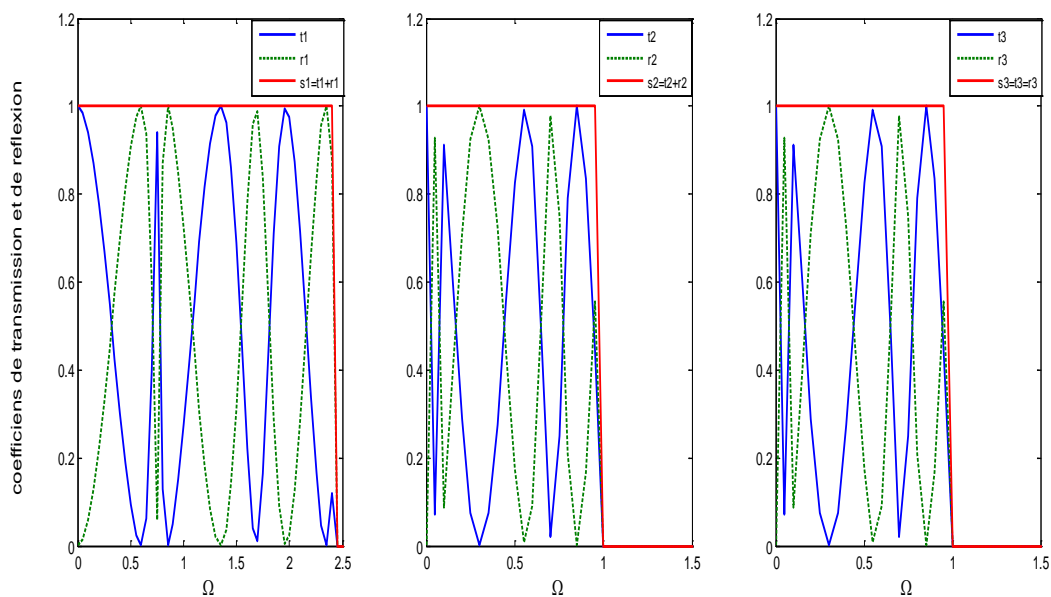 coefficiens de transmission et de reflexion
1.2
1
0.8
0.6
0.4
0.2
0
0 0.5 1 1.5 2 2.5
Ω
t1
r1
s1=t1+r1
1.2
1
0.8
0.6
0.4
0.2
0
0 0.5 1 1.5
Ω
t2
r2
s2=t2+r2
1.2
1
0.8
0.6
0.4
0.2
0
0 0.5 1 1.5
Ω
t3
r3
s3=t3=r3